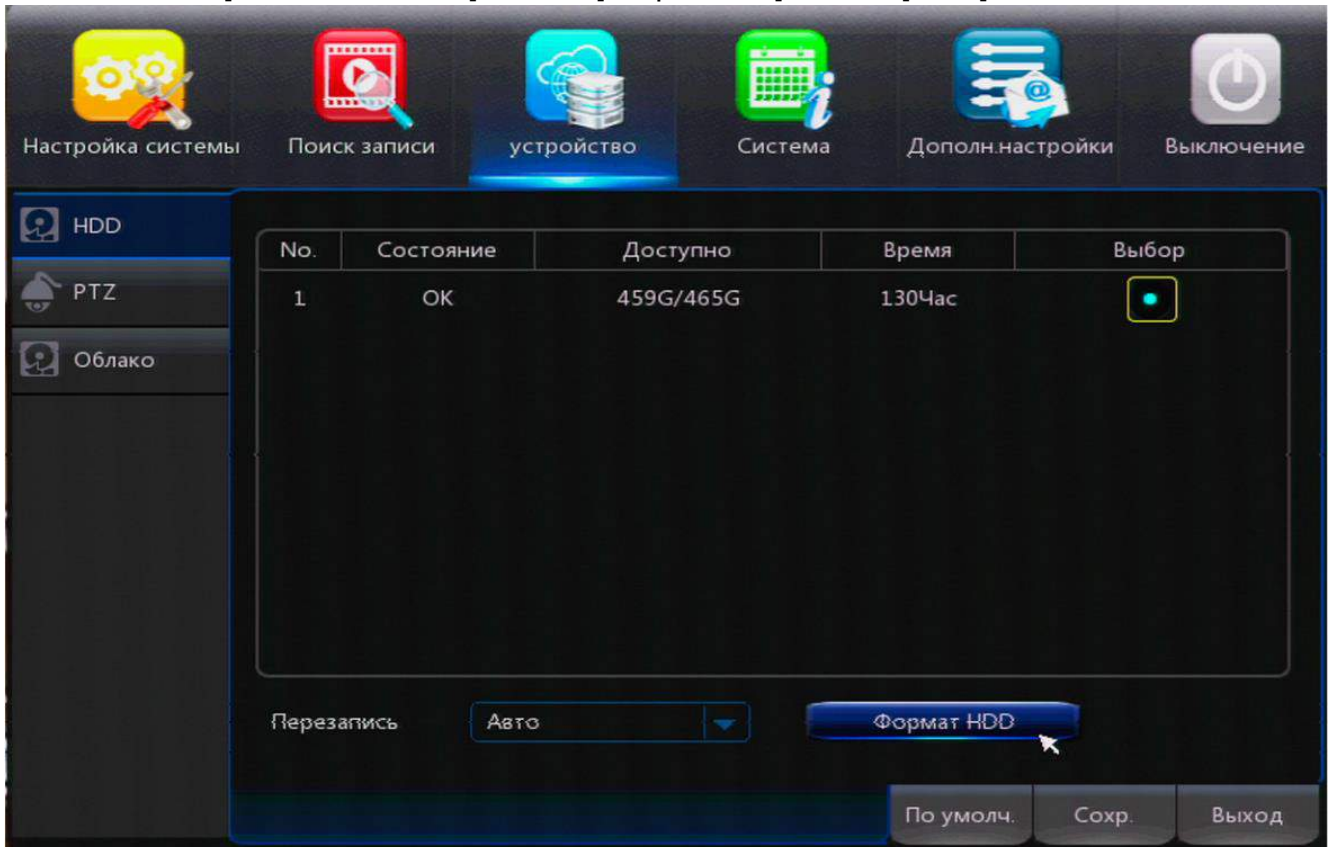 Настройка системы Поиск записи устройство Система Дополн.настройки Выключение
HDD
PTZ
Облако
No. Состояние Доступно Время Выбор
1 OK 459G/465G 130Час
Перезапись Авто Формат HDD
По умолч. Сохр. Выход